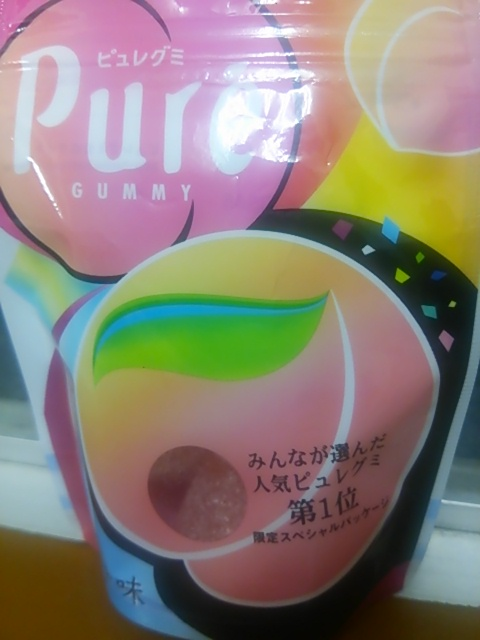 ピュレグミ
Puré
GUMMY
みんなが選んだ
人気ピュレグミ
第1位
限定スペシャルパッケージ
味